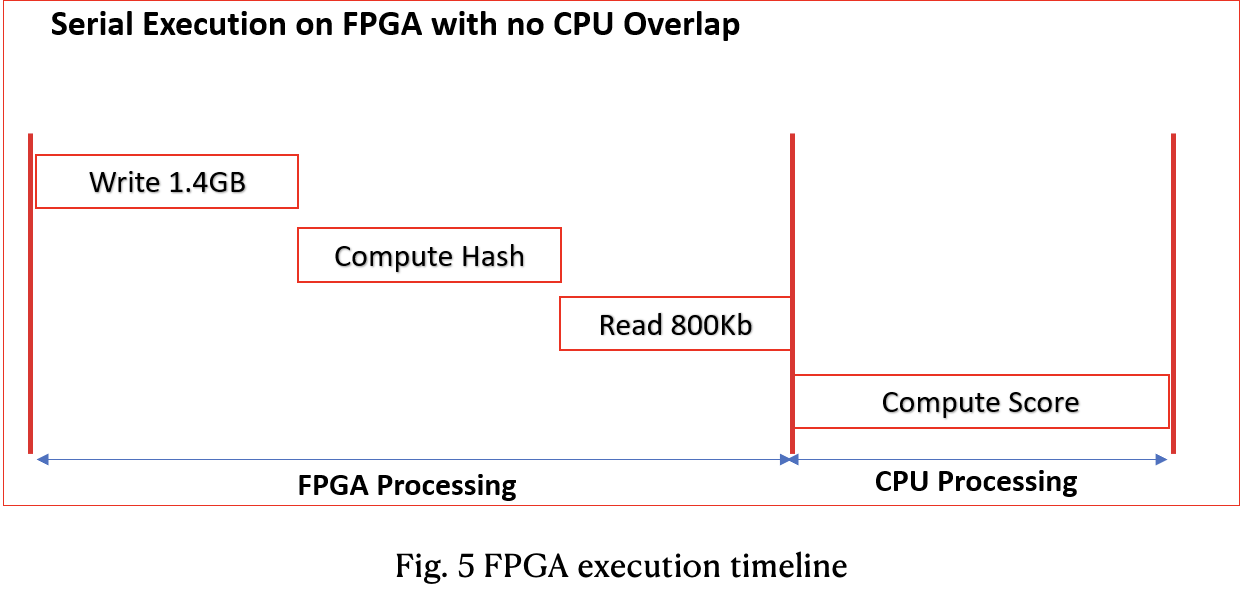 Serial Execution on FPGA with no CPU Overlap
Write 1.4GB
Compute Hash
Read 800Kb
Compute Score
FPGA Processing
CPU Processing
Fig. 5 FPGA execution timeline